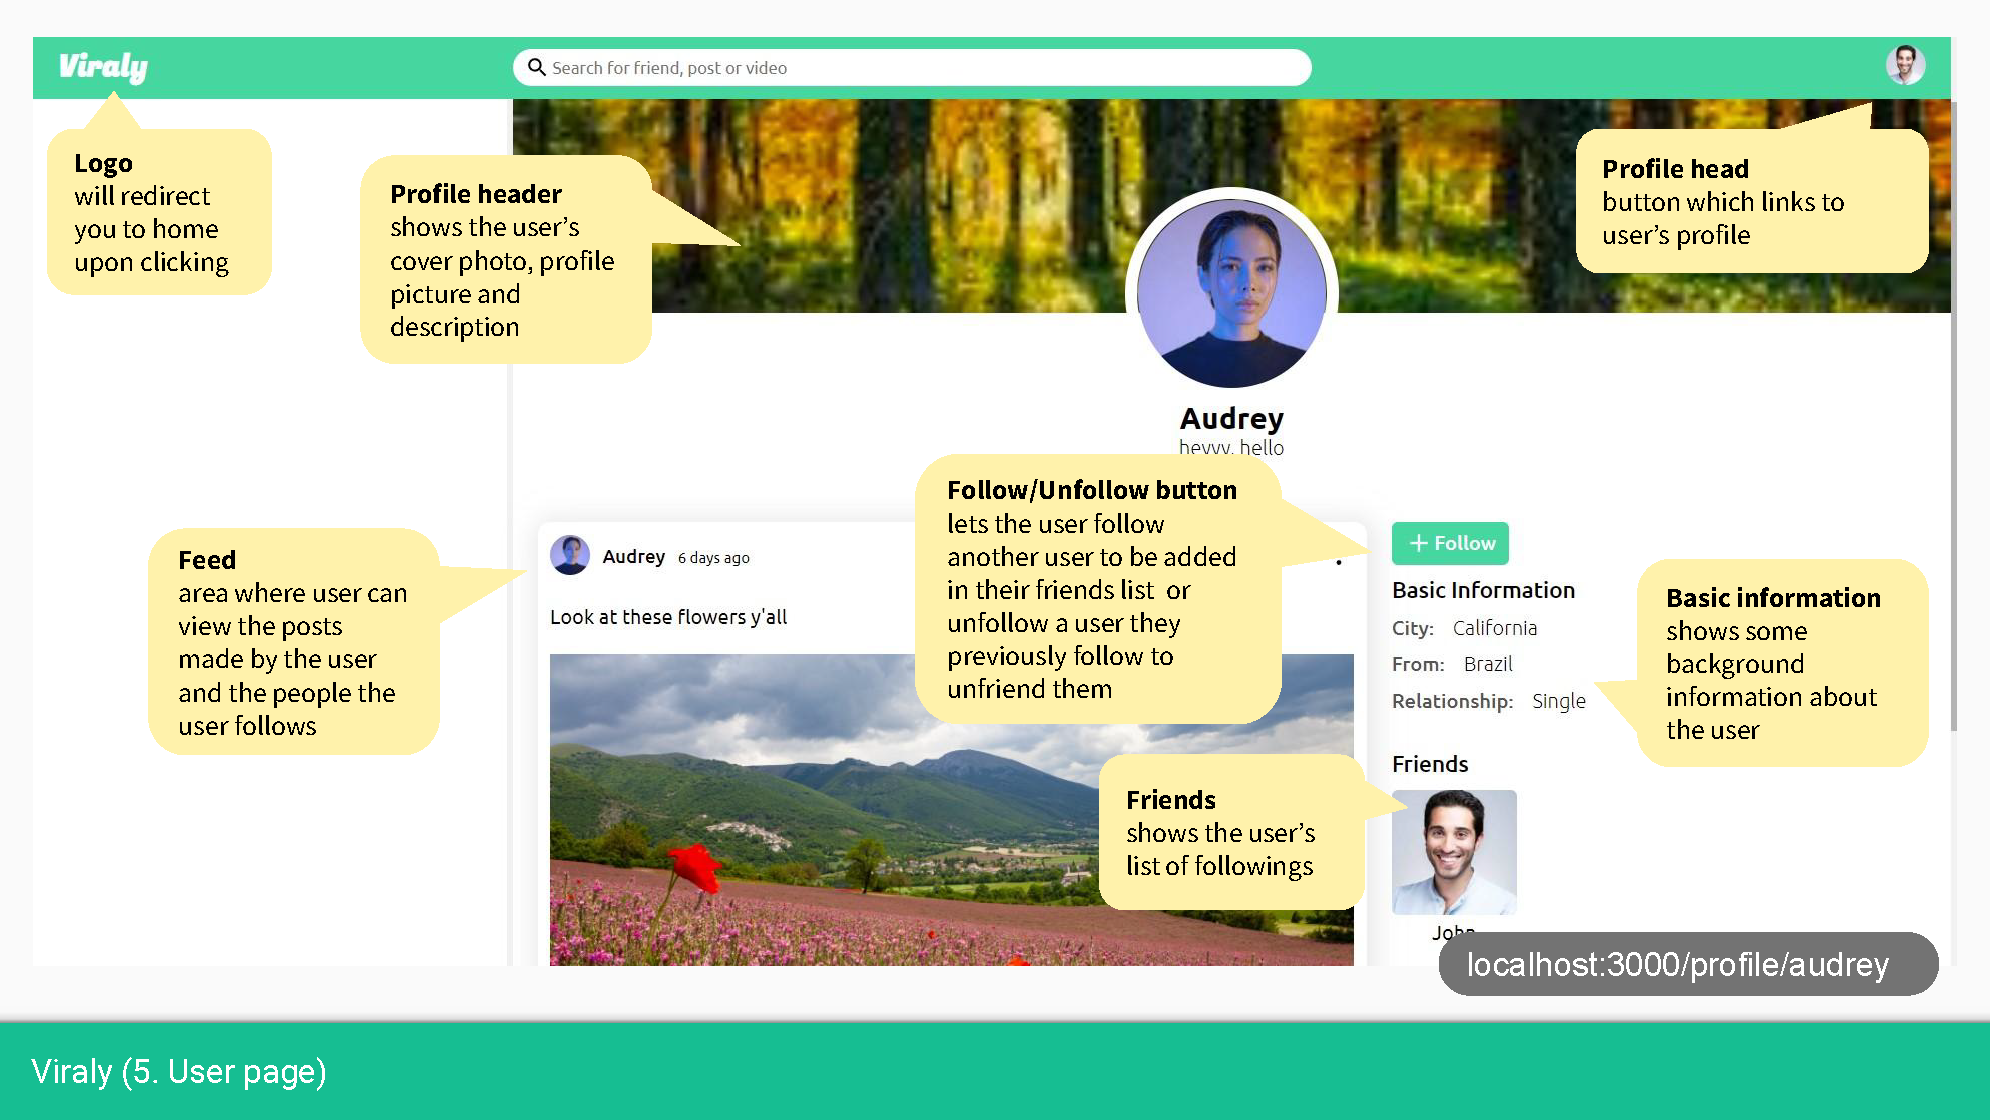 Viraly
Search for friend, post or video
Logo
will redirect
you to home
upon clicking
Profile header
shows the user’s
cover photo, profile
picture and
description
Profile head
button which links to
user’s profile
Audrey
heyyy, hello
Follow/Unfollow button
lets the user follow
another user to be added
in their friends list or
unfollow a user they
previously follow to
unfriend them
Feed
area where user can
view the posts
made by the user
and the people the
user follows
Audrey 6 days ago
Look at these flowers y'all
+ Follow
Basic Information
City: California
From: Brazil
Relationship: Single
Basic information
shows some
background
information about
the user
Friends
Friends
shows the user’s
list of followings
John
localhost:3000/profile/audrey
Viraly (5. User page)